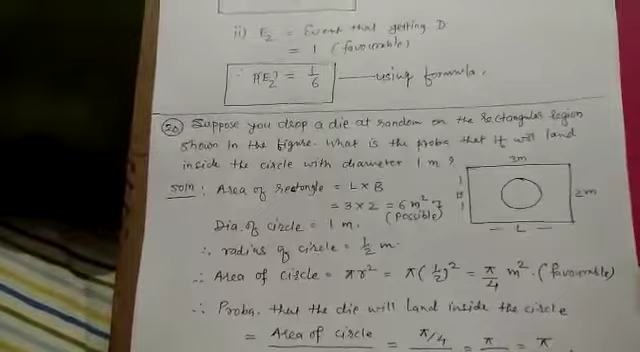 ii) E₂ = Event that getting D
= 1 (favourable)
∴ P(E₂) = 1/6 — using formula.
(20) Suppose you drop a die at random on the rectangular region
shown in the figure. What is the proba that it will land
inside the circle with diameter 1 m ?
3m
Soln : Area of rectangle = L × B
B
2m
= 3 × 2 = 6 m²
(possible)
Dia. of circle = 1 m.
L
∴ radius of circle = 1/2 m.
∴ Area of circle = πr² = π(1/2)² = π/4 m². (favourable)
∴ Proba. that the die will land inside the circle
= Area of circle = π/4 = π = π